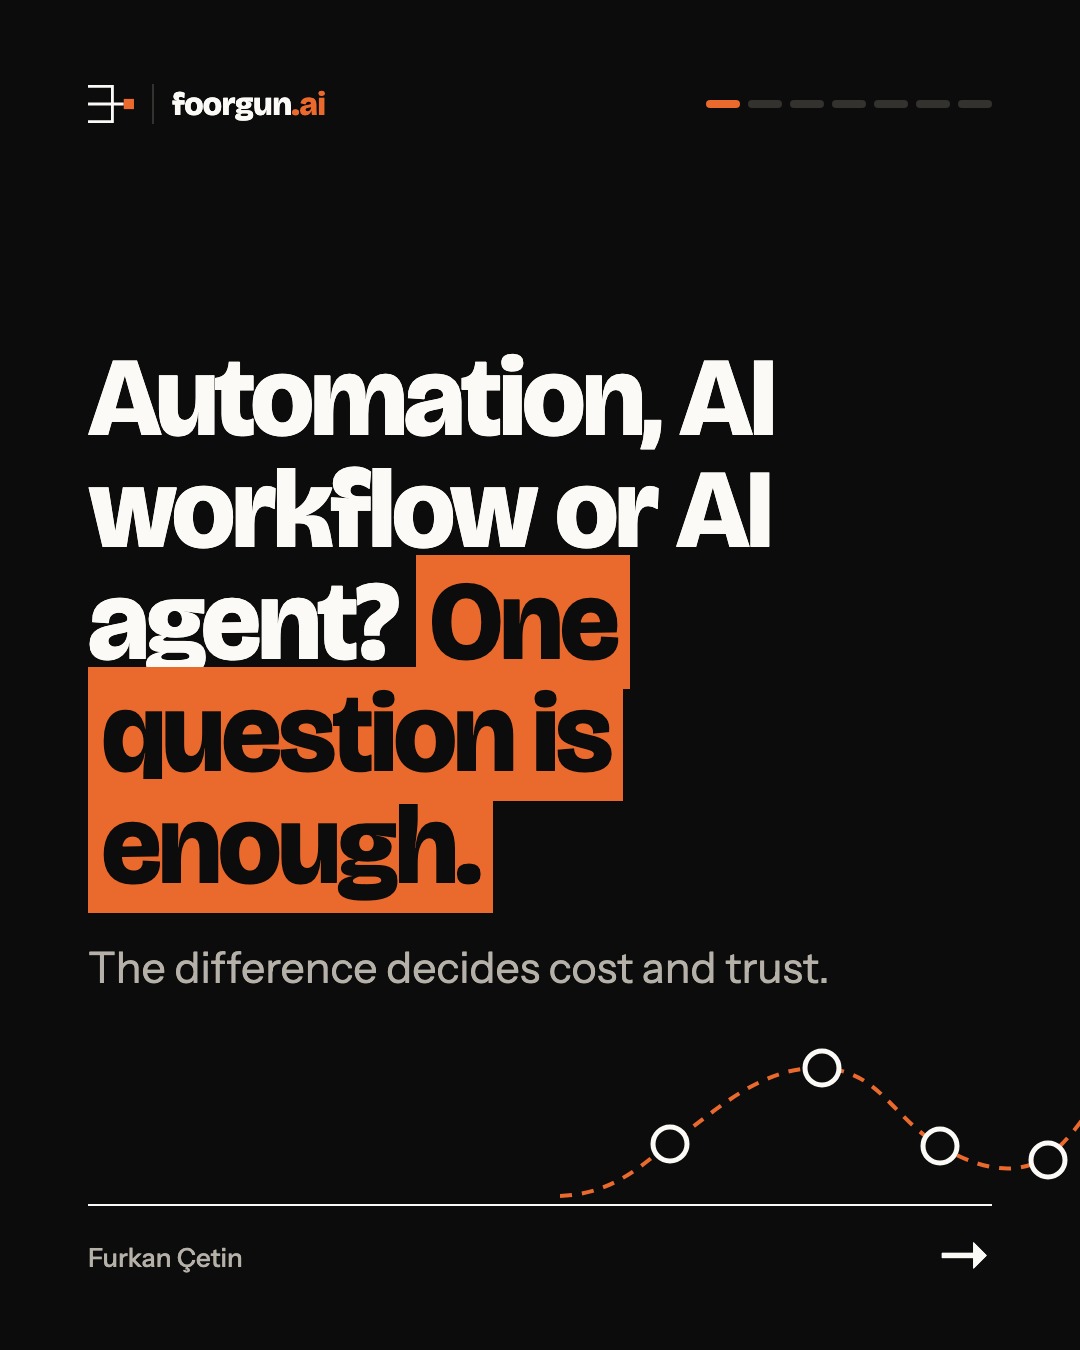 foorgun.ai
Automation, AI
workflow or AI
agent? One
question is
enough.
The difference decides cost and trust.
Furkan Çetin